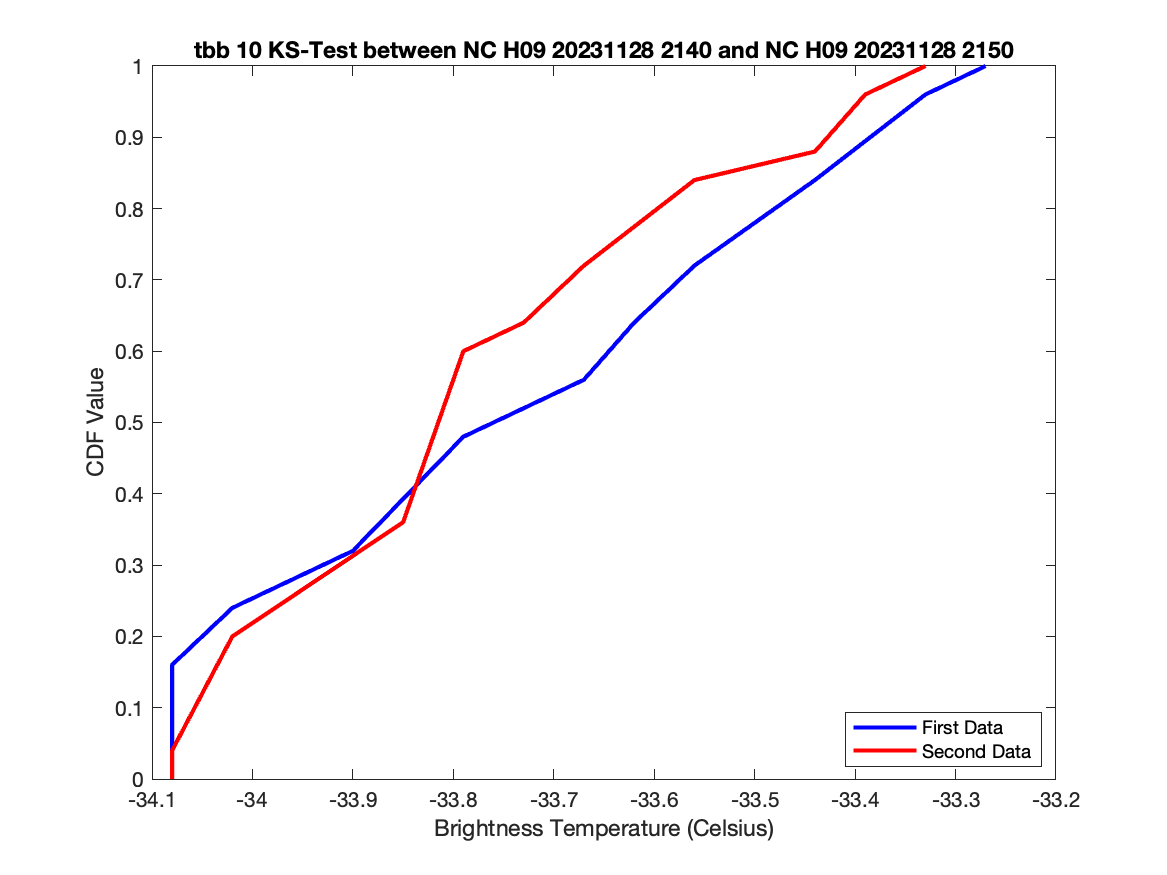 tbb 10 KS-Test between NC H09 20231128 2140 and NC H09 20231128 2150
1
0.9
0.8
0.7
0.6
0.5
0.4
0.3
0.2
0.1
0
CDF Value
First Data
Second Data
-34.1 -34 -33.9 -33.8 -33.7 -33.6 -33.5 -33.4 -33.3 -33.2
Brightness Temperature (Celsius)